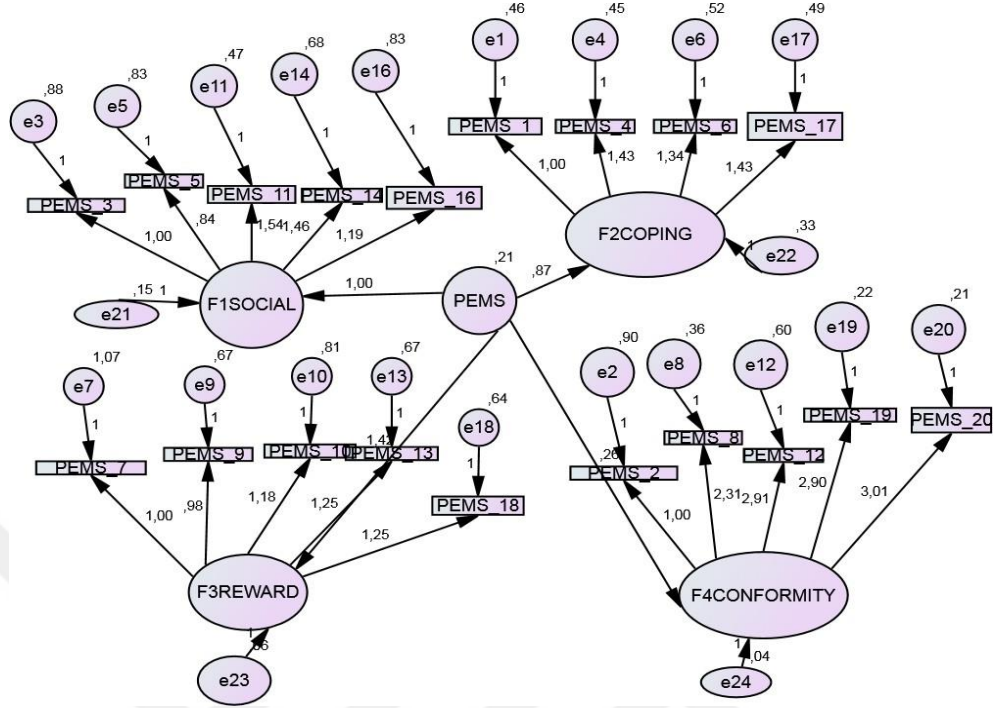 ,46
,45
,52
,49
e1
e4
e6
e17
1
1
1
1
PEMS_1
PEMS_4
PEMS_6
PEMS_17
1,00
1,43
1,34
1,43
F2COPING
,33
1
e22
,88
,83
,47
,68
,83
e3
e5
e11
e14
e16
1
1
1
1
1
PEMS_3
PEMS_5
PEMS_11
PEMS_14
PEMS_16
1,00
,84
1,54
1,46
1,19
F1SOCIAL
,15
1
e21
1,00
,21
PEMS
,87
1,07
,67
,81
,67
,64
e7
e9
e10
e13
e18
1
1
1
1
1
PEMS_7
PEMS_9
PEMS_10
PEMS_13
PEMS_18
1,42
1,00
,98
1,18
1,25
1,25
F3REWARD
1
e23
,90
,36
,60
,22
,21
e2
e8
e12
e19
e20
1
1
1
1
1
PEMS_2
PEMS_8
PEMS_12
PEMS_19
PEMS_20
1,00
2,31
2,91
2,90
3,01
F4CONFORMITY
1
,04
e24